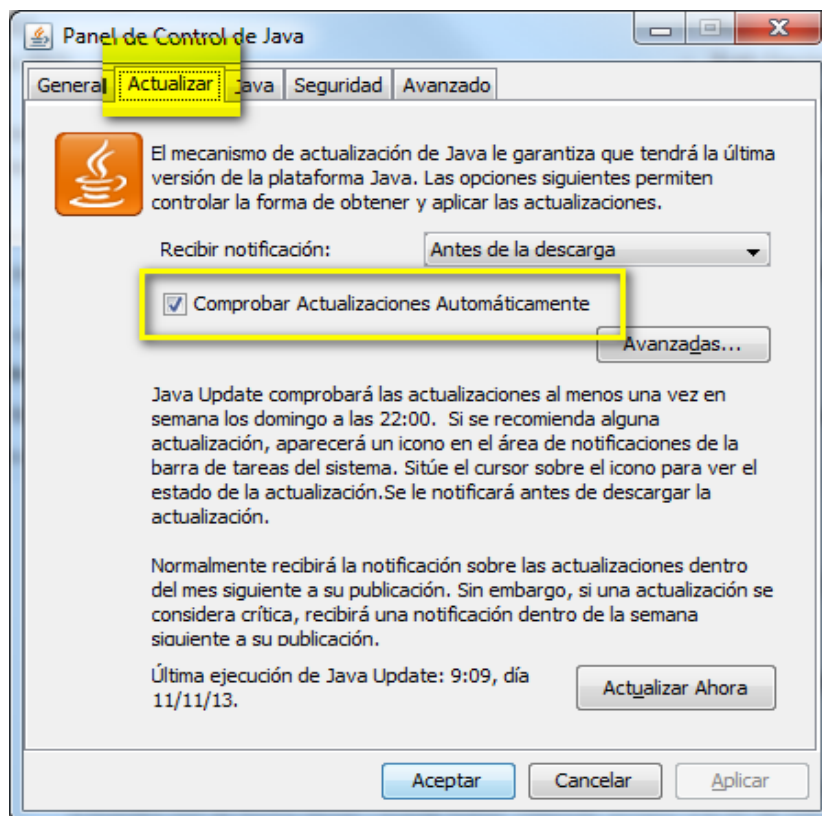 Panel de Control de Java
General Actualizar Java Seguridad Avanzado
El mecanismo de actualización de Java le garantiza que tendrá la última
versión de la plataforma Java. Las opciones siguientes permiten
controlar la forma de obtener y aplicar las actualizaciones.
Recibir notificación: Antes de la descarga
Comprobar Actualizaciones Automáticamente
Avanzadas...
Java Update comprobará las actualizaciones al menos una vez en
semana los domingo a las 22:00. Si se recomienda alguna
actualización, aparecerá un icono en el área de notificaciones de la
barra de tareas del sistema. Sitúe el cursor sobre el icono para ver el
estado de la actualización.Se le notificará antes de descargar la
actualización.
Normalmente recibirá la notificación sobre las actualizaciones dentro
del mes siguiente a su publicación. Sin embargo, si una actualización se
considera crítica, recibirá una notificación dentro de la semana
siguiente a su publicación.
Última ejecución de Java Update: 9:09, día
11/11/13.
Actualizar Ahora
Aceptar Cancelar Aplicar